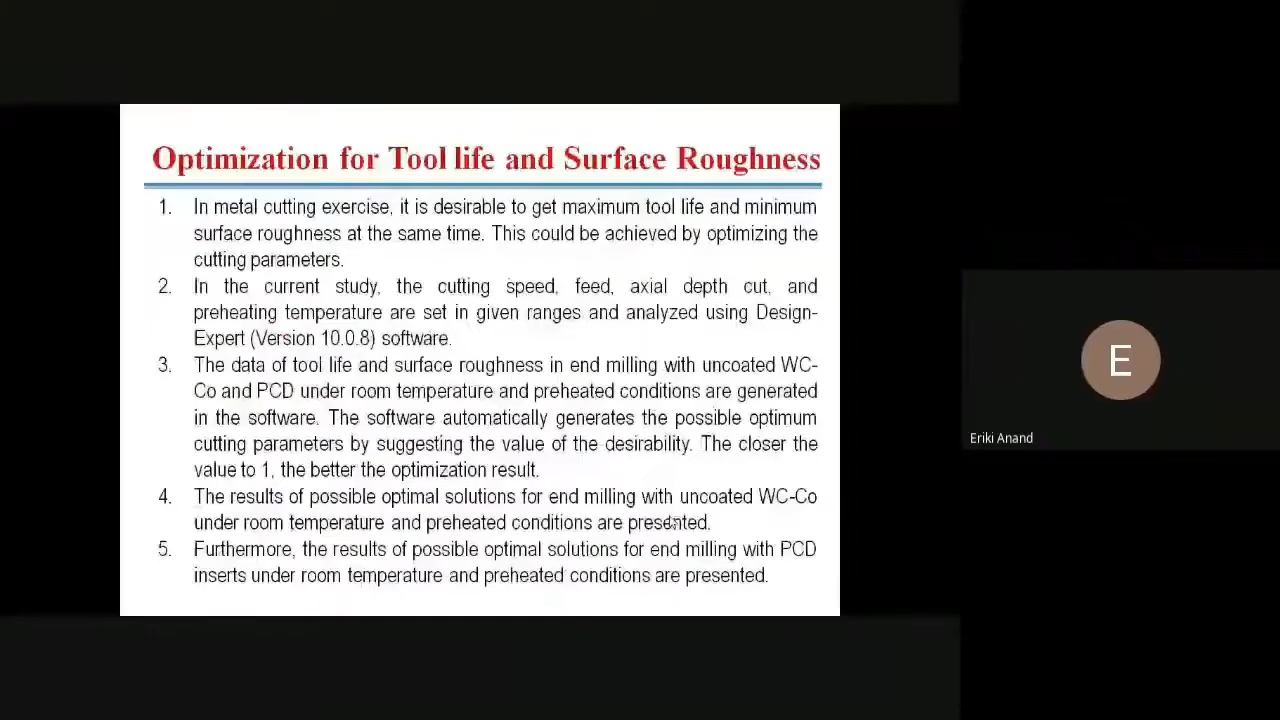 Optimization for Tool life and Surface Roughness
1. In metal cutting exercise, it is desirable to get maximum tool life and minimum
surface roughness at the same time. This could be achieved by optimizing the
cutting parameters.
2. In the current study, the cutting speed, feed, axial depth cut, and
preheating temperature are set in given ranges and analyzed using Design-
Expert (Version 10.0.8) software.
3. The data of tool life and surface roughness in end milling with uncoated WC-
Co and PCD under room temperature and preheated conditions are generated
in the software. The software automatically generates the possible optimum
cutting parameters by suggesting the value of the desirability. The closer the
value to 1, the better the optimization result.
4. The results of possible optimal solutions for end milling with uncoated WC-Co
under room temperature and preheated conditions are presented.
5. Furthermore, the results of possible optimal solutions for end milling with PCD
inserts under room temperature and preheated conditions are presented.
E
Eriki Anand